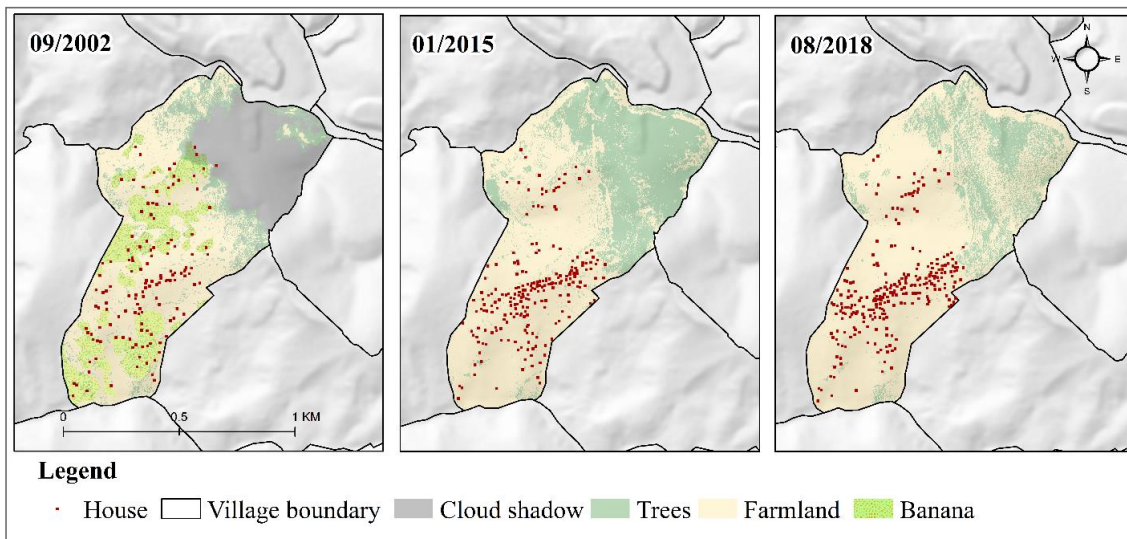 09/2002
01/2015
08/2018
N
W E
S
0 0.5 1 KM
Legend
House Village boundary Cloud shadow Trees Farmland Banana